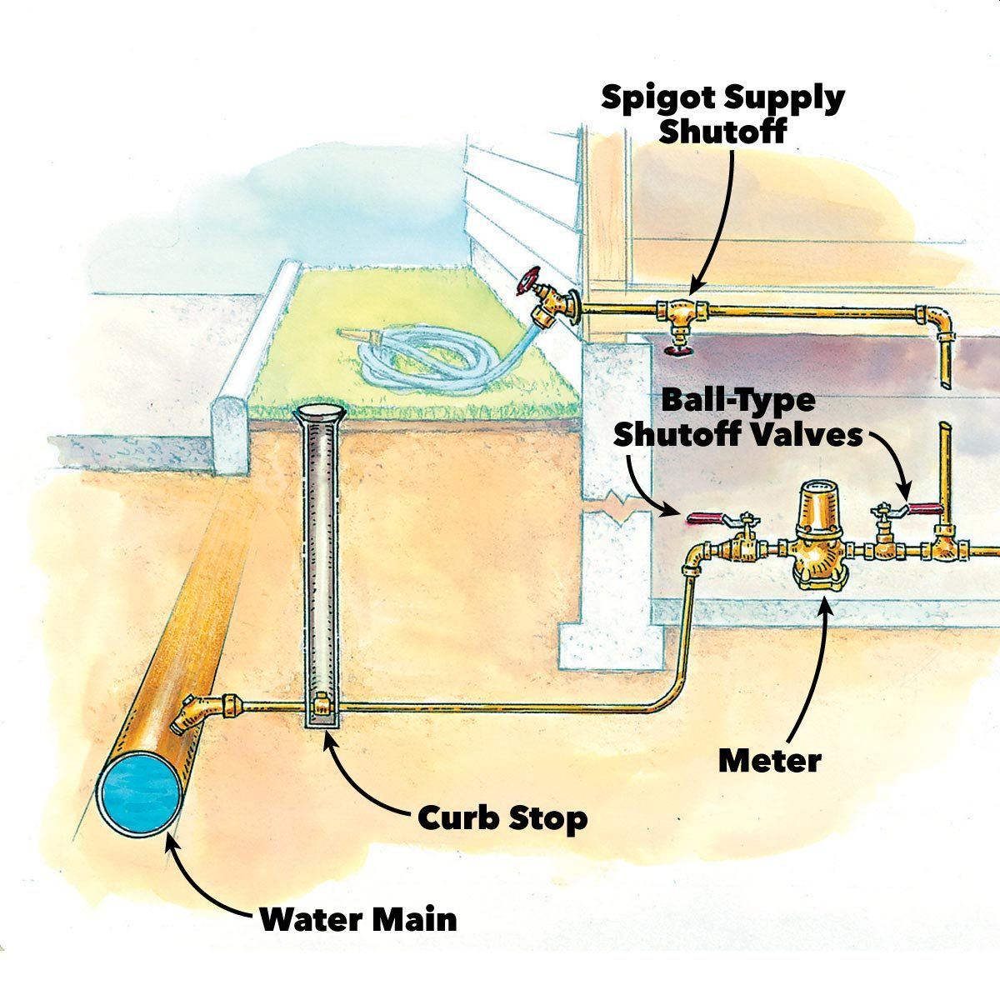 Spigot Supply
Shutoff
Ball-Type
Shutoff Valves
Meter
Curb Stop
Water Main